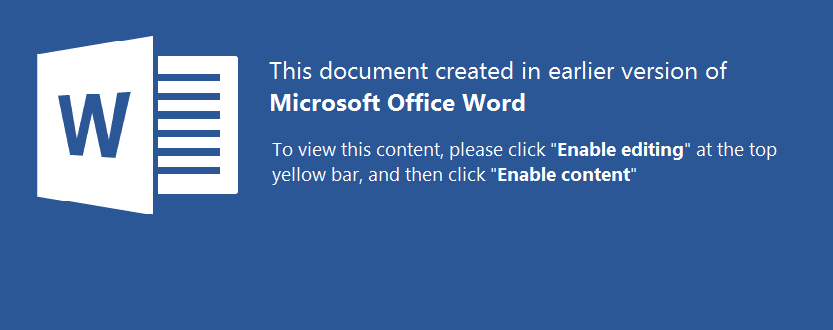 This document created in earlier version of
Microsoft Office Word
To view this content, please click "Enable editing" at the top
yellow bar, and then click "Enable content"
W